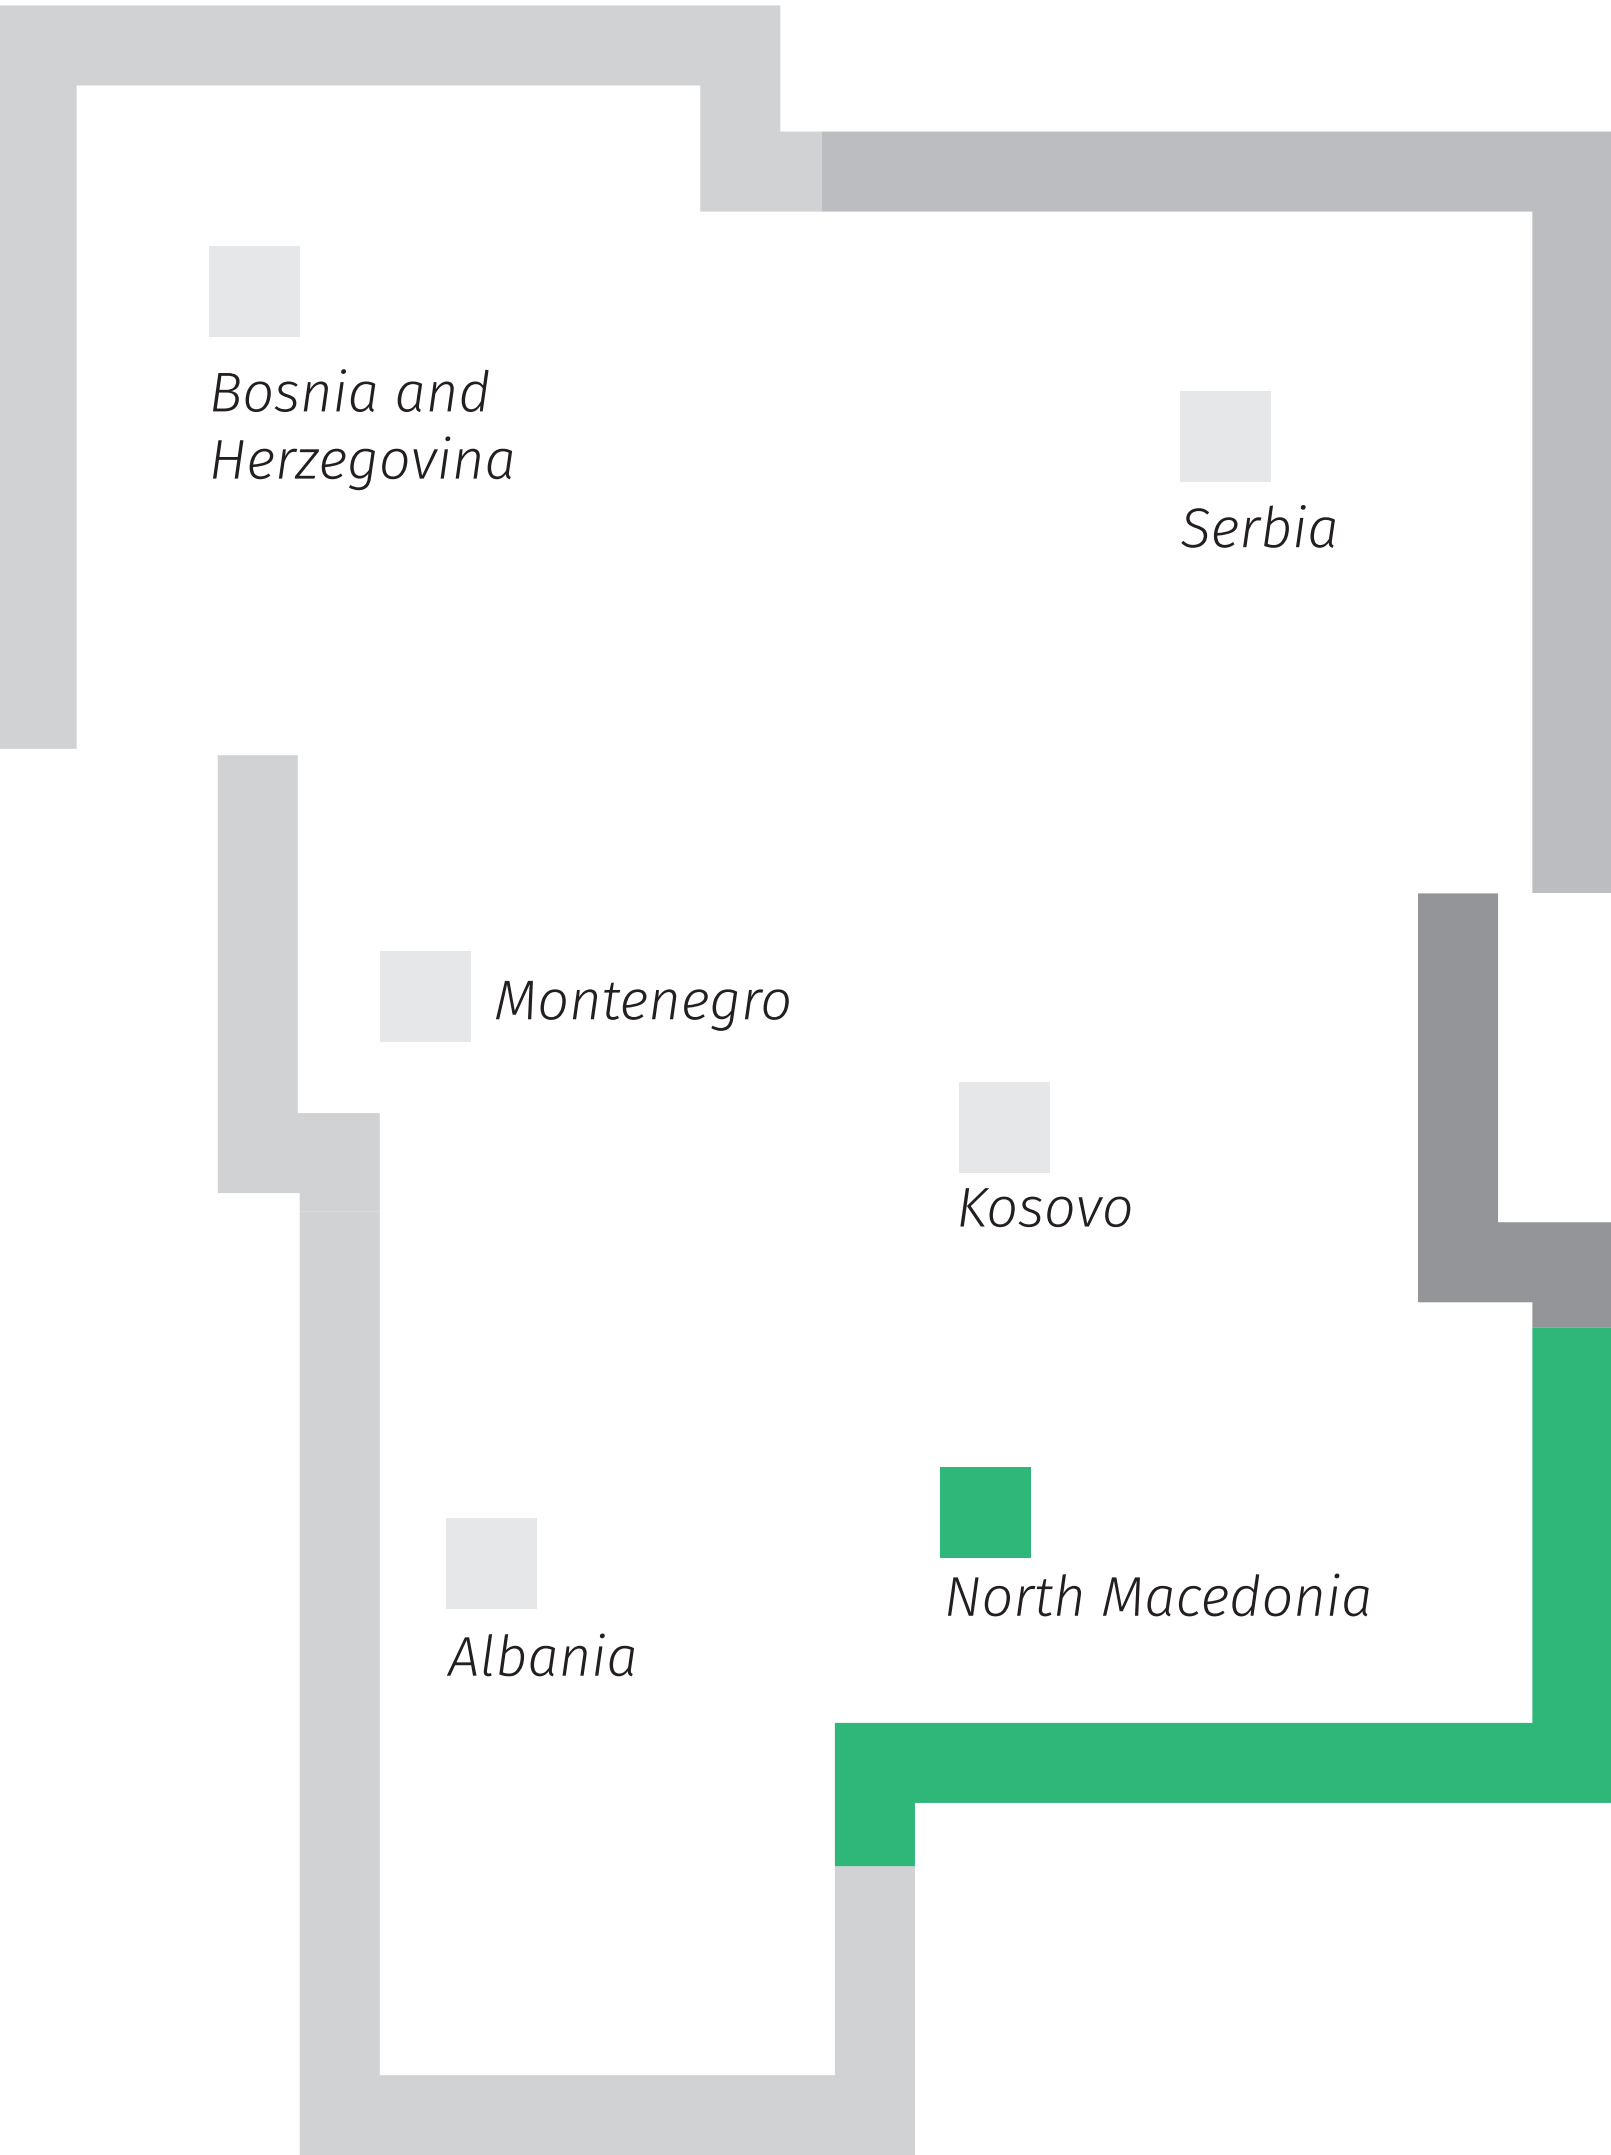 Bosnia and
Herzegovina
Serbia
Montenegro
Kosovo
North Macedonia
Albania